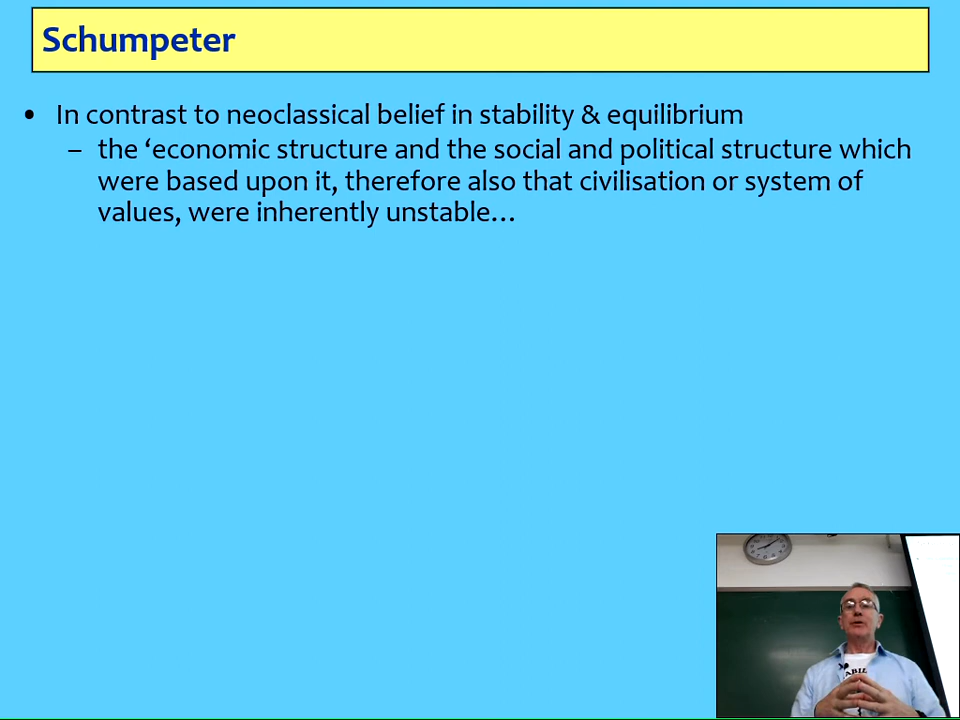 Schumpeter
• In contrast to neoclassical belief in stability & equilibrium
– the ‘economic structure and the social and political structure which
were based upon it, therefore also that civilisation or system of
values, were inherently unstable…